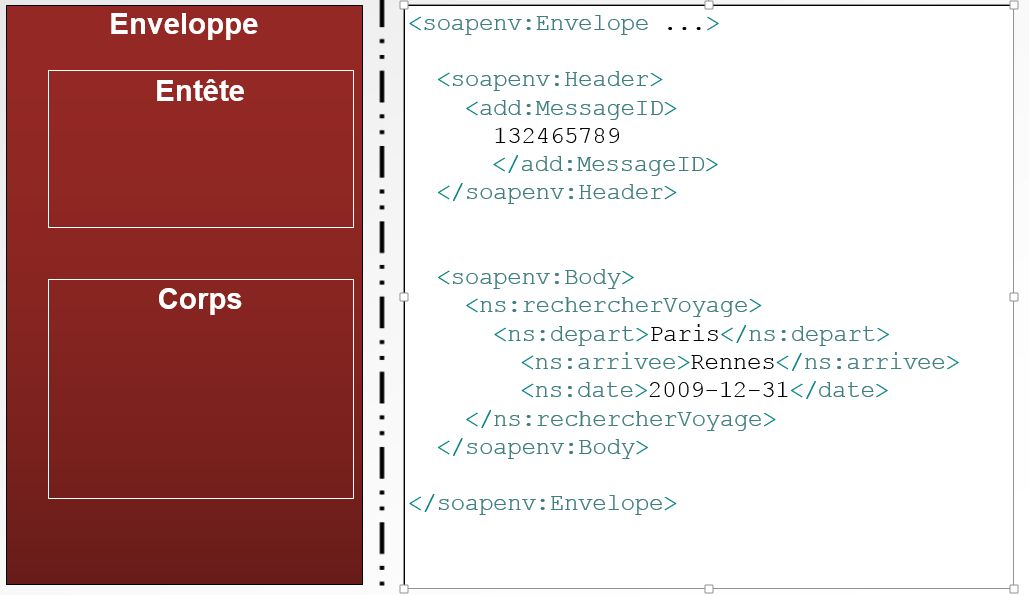 Enveloppe
Entête
Corps
<soapenv:Envelope ...>
<soapenv:Header>
<add:MessageID>
132465789
</add:MessageID>
</soapenv:Header>
<soapenv:Body>
<ns:rechercherVoyage>
<ns:depart>Paris</ns:depart>
<ns:arrivee>Rennes</ns:arrivee>
<ns:date>2009-12-31</date>
</ns:rechercherVoyage>
</soapenv:Body>
</soapenv:Envelope>